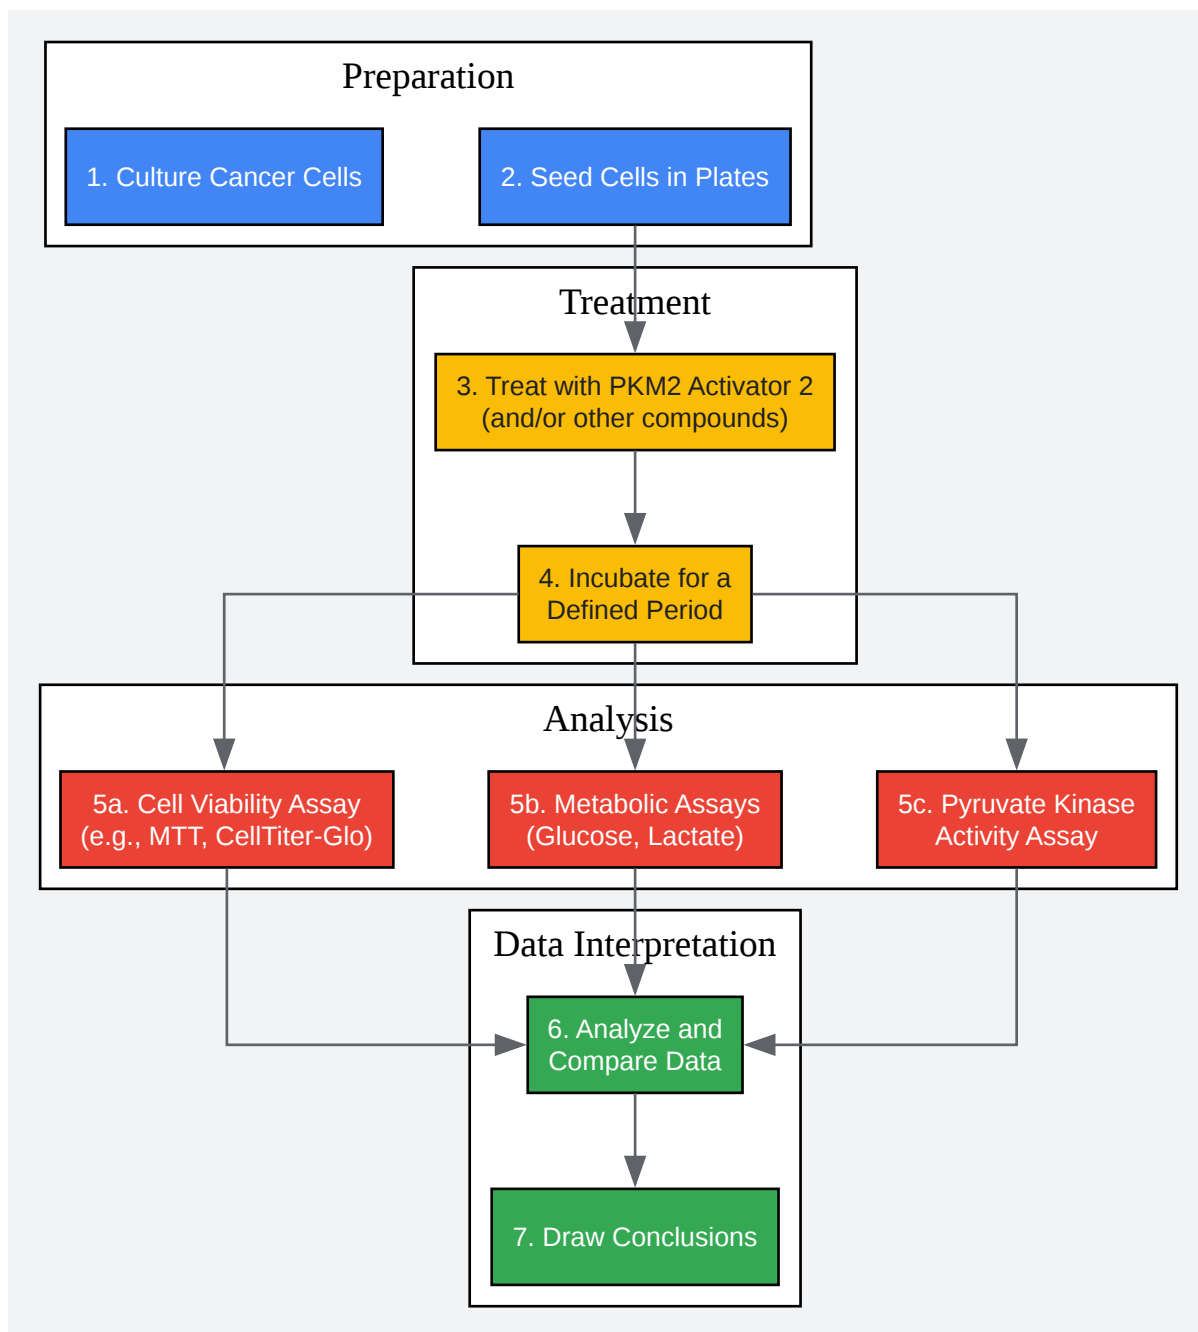 Preparation
1. Culture Cancer Cells
2. Seed Cells in Plates
Treatment
3. Treat with PKM2 Activator 2
(and/or other compounds)
4. Incubate for a
Defined Period
Analysis
5a. Cell Viability Assay
(e.g., MTT, CellTiter-Glo)
5b. Metabolic Assays
(Glucose, Lactate)
5c. Pyruvate Kinase
Activity Assay
Data Interpretation
6. Analyze and
Compare Data
7. Draw Conclusions